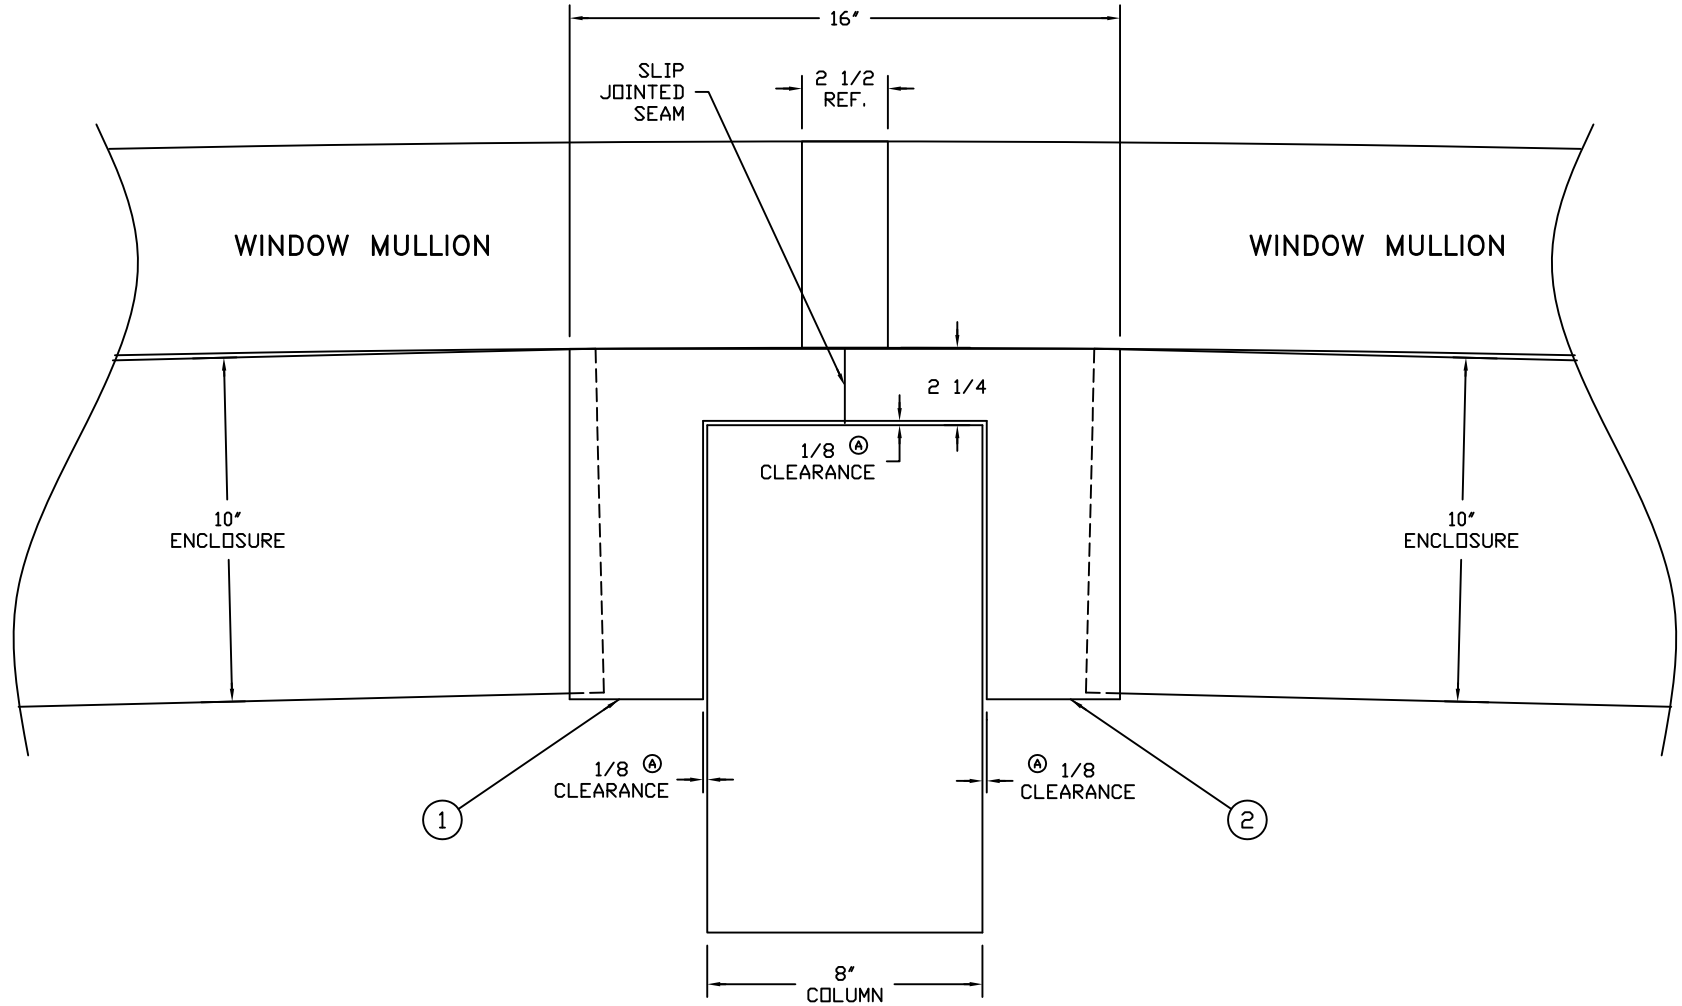 16"
SLIP
JOINTED
SEAM
2 1/2
REF.
WINDOW MULLION
WINDOW MULLION
2 1/4
1/8 A
CLEARANCE
10"
ENCLOSURE
10"
ENCLOSURE
1/8 A
CLEARANCE
A 1/8
CLEARANCE
1
2
8"
COLUMN